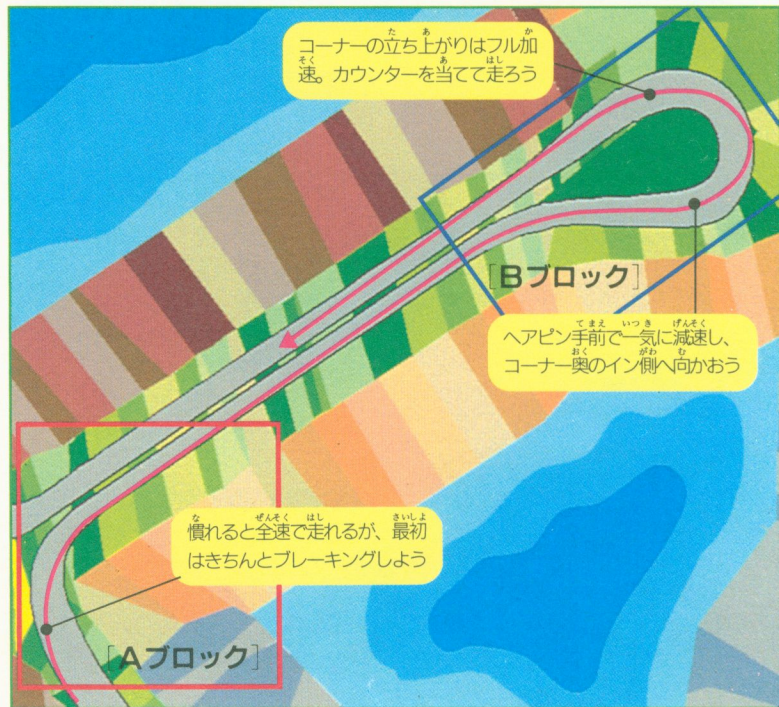 コーナーの立ち上がりはフル加
速。カウンターを当てて走ろう
[Bブロック]
ヘアピン手前で一気に減速し、
コーナー奥のイン側へ向かおう
慣れると全速で走れるが、最初
はきちんとブレーキングしよう
[Aブロック]